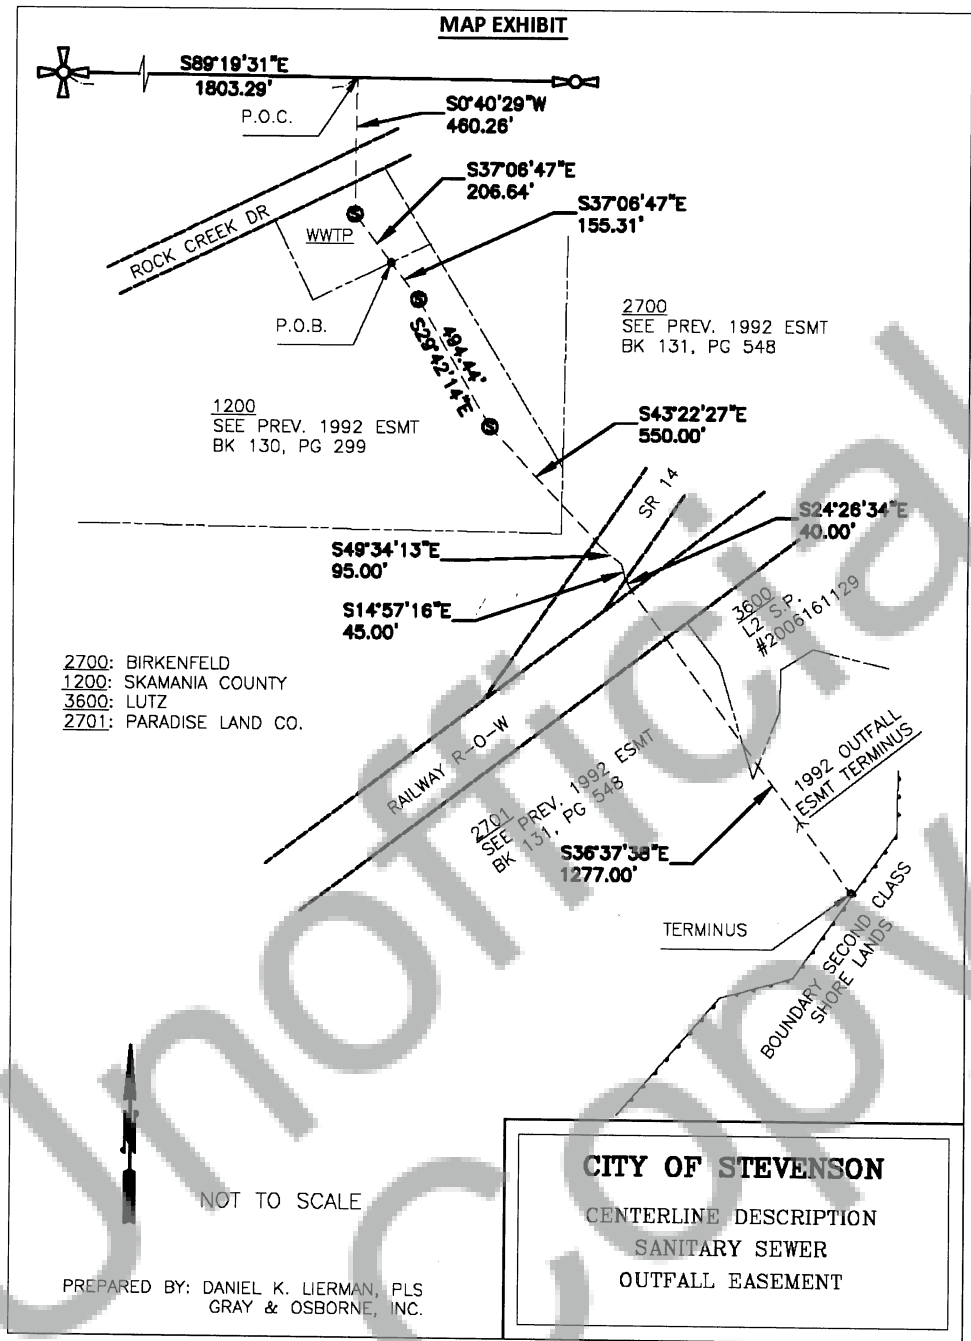 MAP EXHIBIT
S89°19'31"E
1803.29'
P.O.C.
S0°40'29"W
460.26'
S37°06'47"E
206.64'
S37°06'47"E
155.31'
ROCK CREEK DR
WWTP
P.O.B.
494.44'
S29°42'14"E
2700
SEE PREV. 1992 ESMT
BK 131, PG 548
1200
SEE PREV. 1992 ESMT
BK 130, PG 299
S43°22'27"E
550.00'
SR 14
S24°26'34"E
40.00'
S49°34'13"E
95.00'
S14°57'16"E
45.00'
3600
L2 S.P.
#2006161129
2700: BIRKENFELD
1200: SKAMANIA COUNTY
3600: LUTZ
2701: PARADISE LAND CO.
RAILWAY R-O-W
2701
SEE PREV. 1992 ESMT
BK 131, PG 548
1992 OUTFALL
ESMT TERMINUS
S36°37'38"E
1277.00'
TERMINUS
BOUNDARY SECOND CLASS
SHORE LANDS
N
NOT TO SCALE
PREPARED BY: DANIEL K. LIERMAN, PLS
GRAY & OSBORNE, INC.
CITY OF STEVENSON
CENTERLINE DESCRIPTION
SANITARY SEWER
OUTFALL EASEMENT
Unofficial
Copy